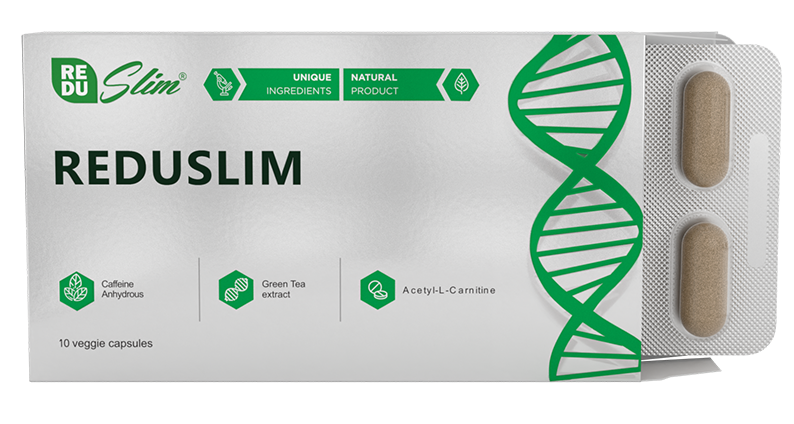 RE
DU
Slim®
UNIQUE
INGREDIENTS
NATURAL
PRODUCT
REDUSLIM
Caffeine
Anhydrous
Green Tea
extract
Acetyl-L-Carnitine
10 veggie capsules